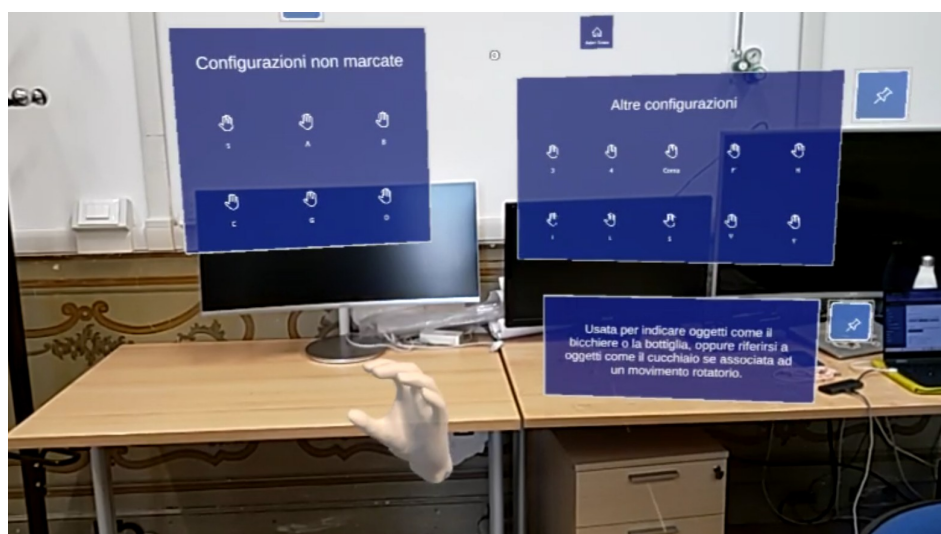 Configurazioni non marcate
A
B
C
G
Altre configurazioni
3
4
Corna
Usata per indicare oggetti come il
bicchiere o la bottiglia, oppure riferirsi a
oggetti come il cucchiaio se associata ad
un movimento rotatorio.